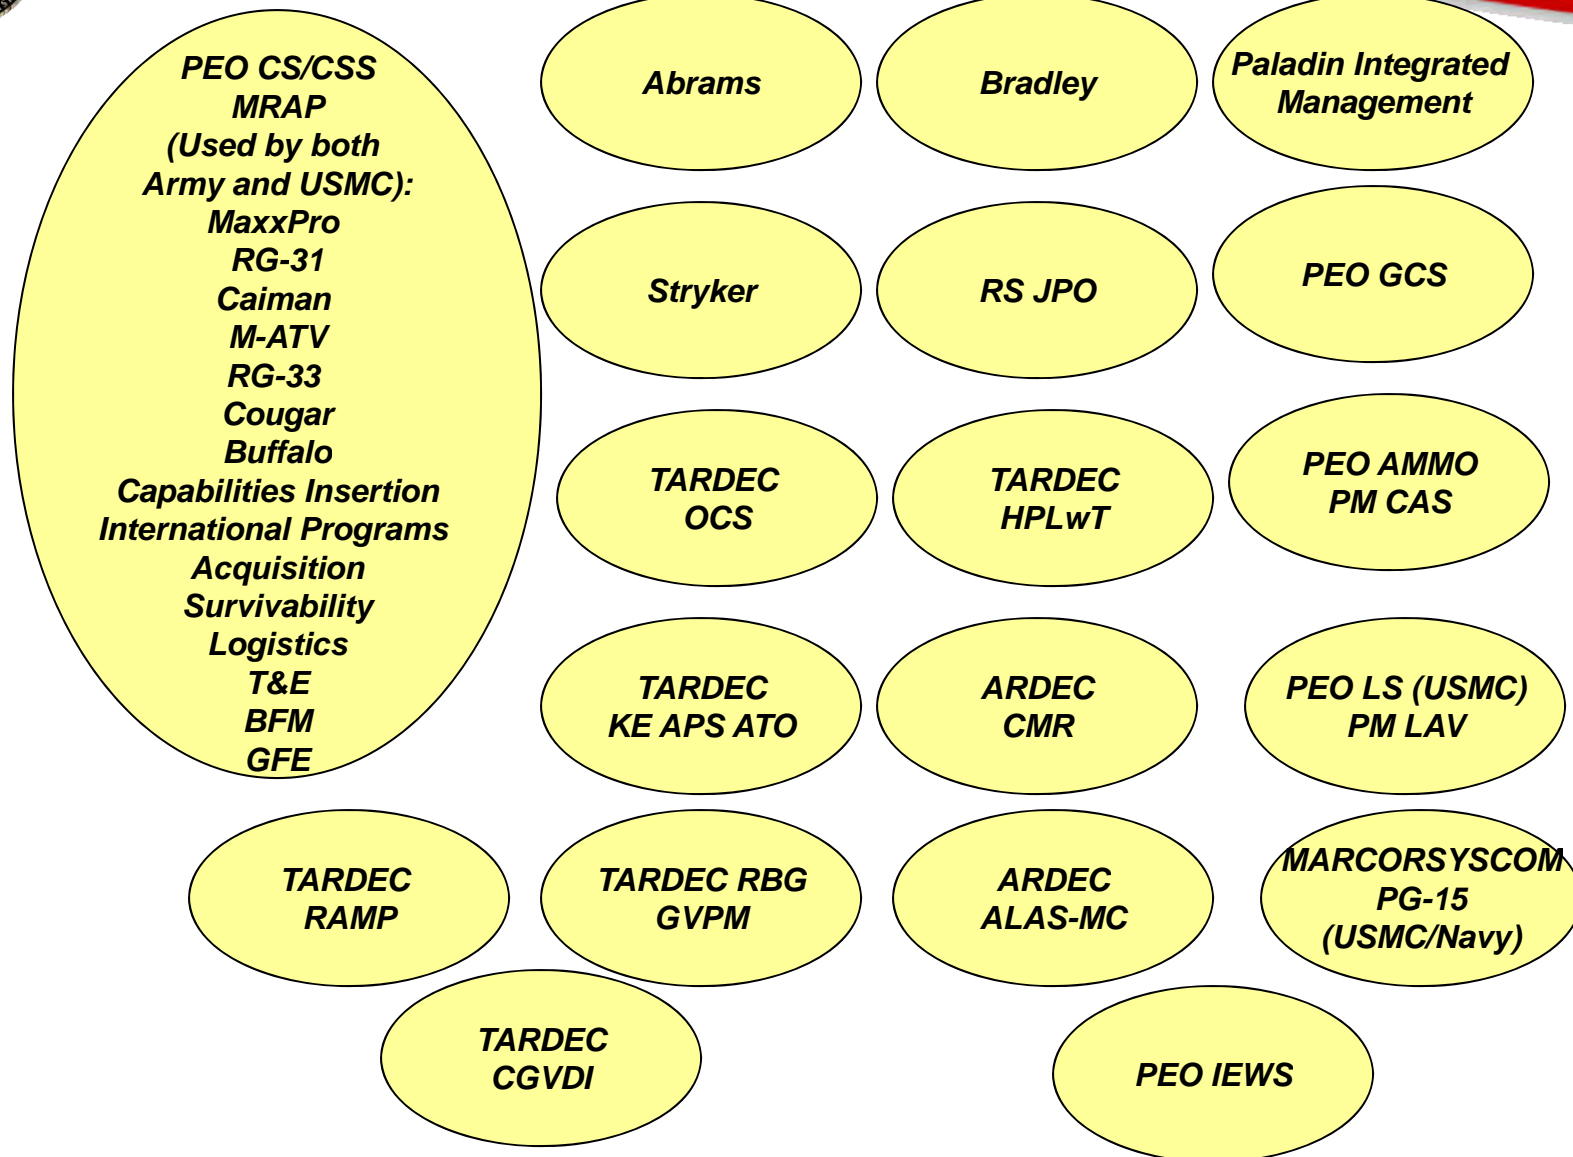 PEO CS/CSS
MRAP
(Used by both
Army and USMC):
MaxxPro
RG-31
Caiman
M-ATV
RG-33
Cougar
Buffalo
Capabilities Insertion
International Programs
Acquisition
Survivability
Logistics
T&E
BFM
GFE
Abrams
Bradley
Paladin Integrated
Management
Stryker
RS JPO
PEO GCS
TARDEC
OCS
TARDEC
HPLwT
PEO AMMO
PM CAS
TARDEC
KE APS ATO
ARDEC
CMR
PEO LS (USMC)
PM LAV
TARDEC
RAMP
TARDEC RBG
GVPM
ARDEC
ALAS-MC
MARCORSYSCOM
PG-15
(USMC/Navy)
TARDEC
CGVDI
PEO IEWS